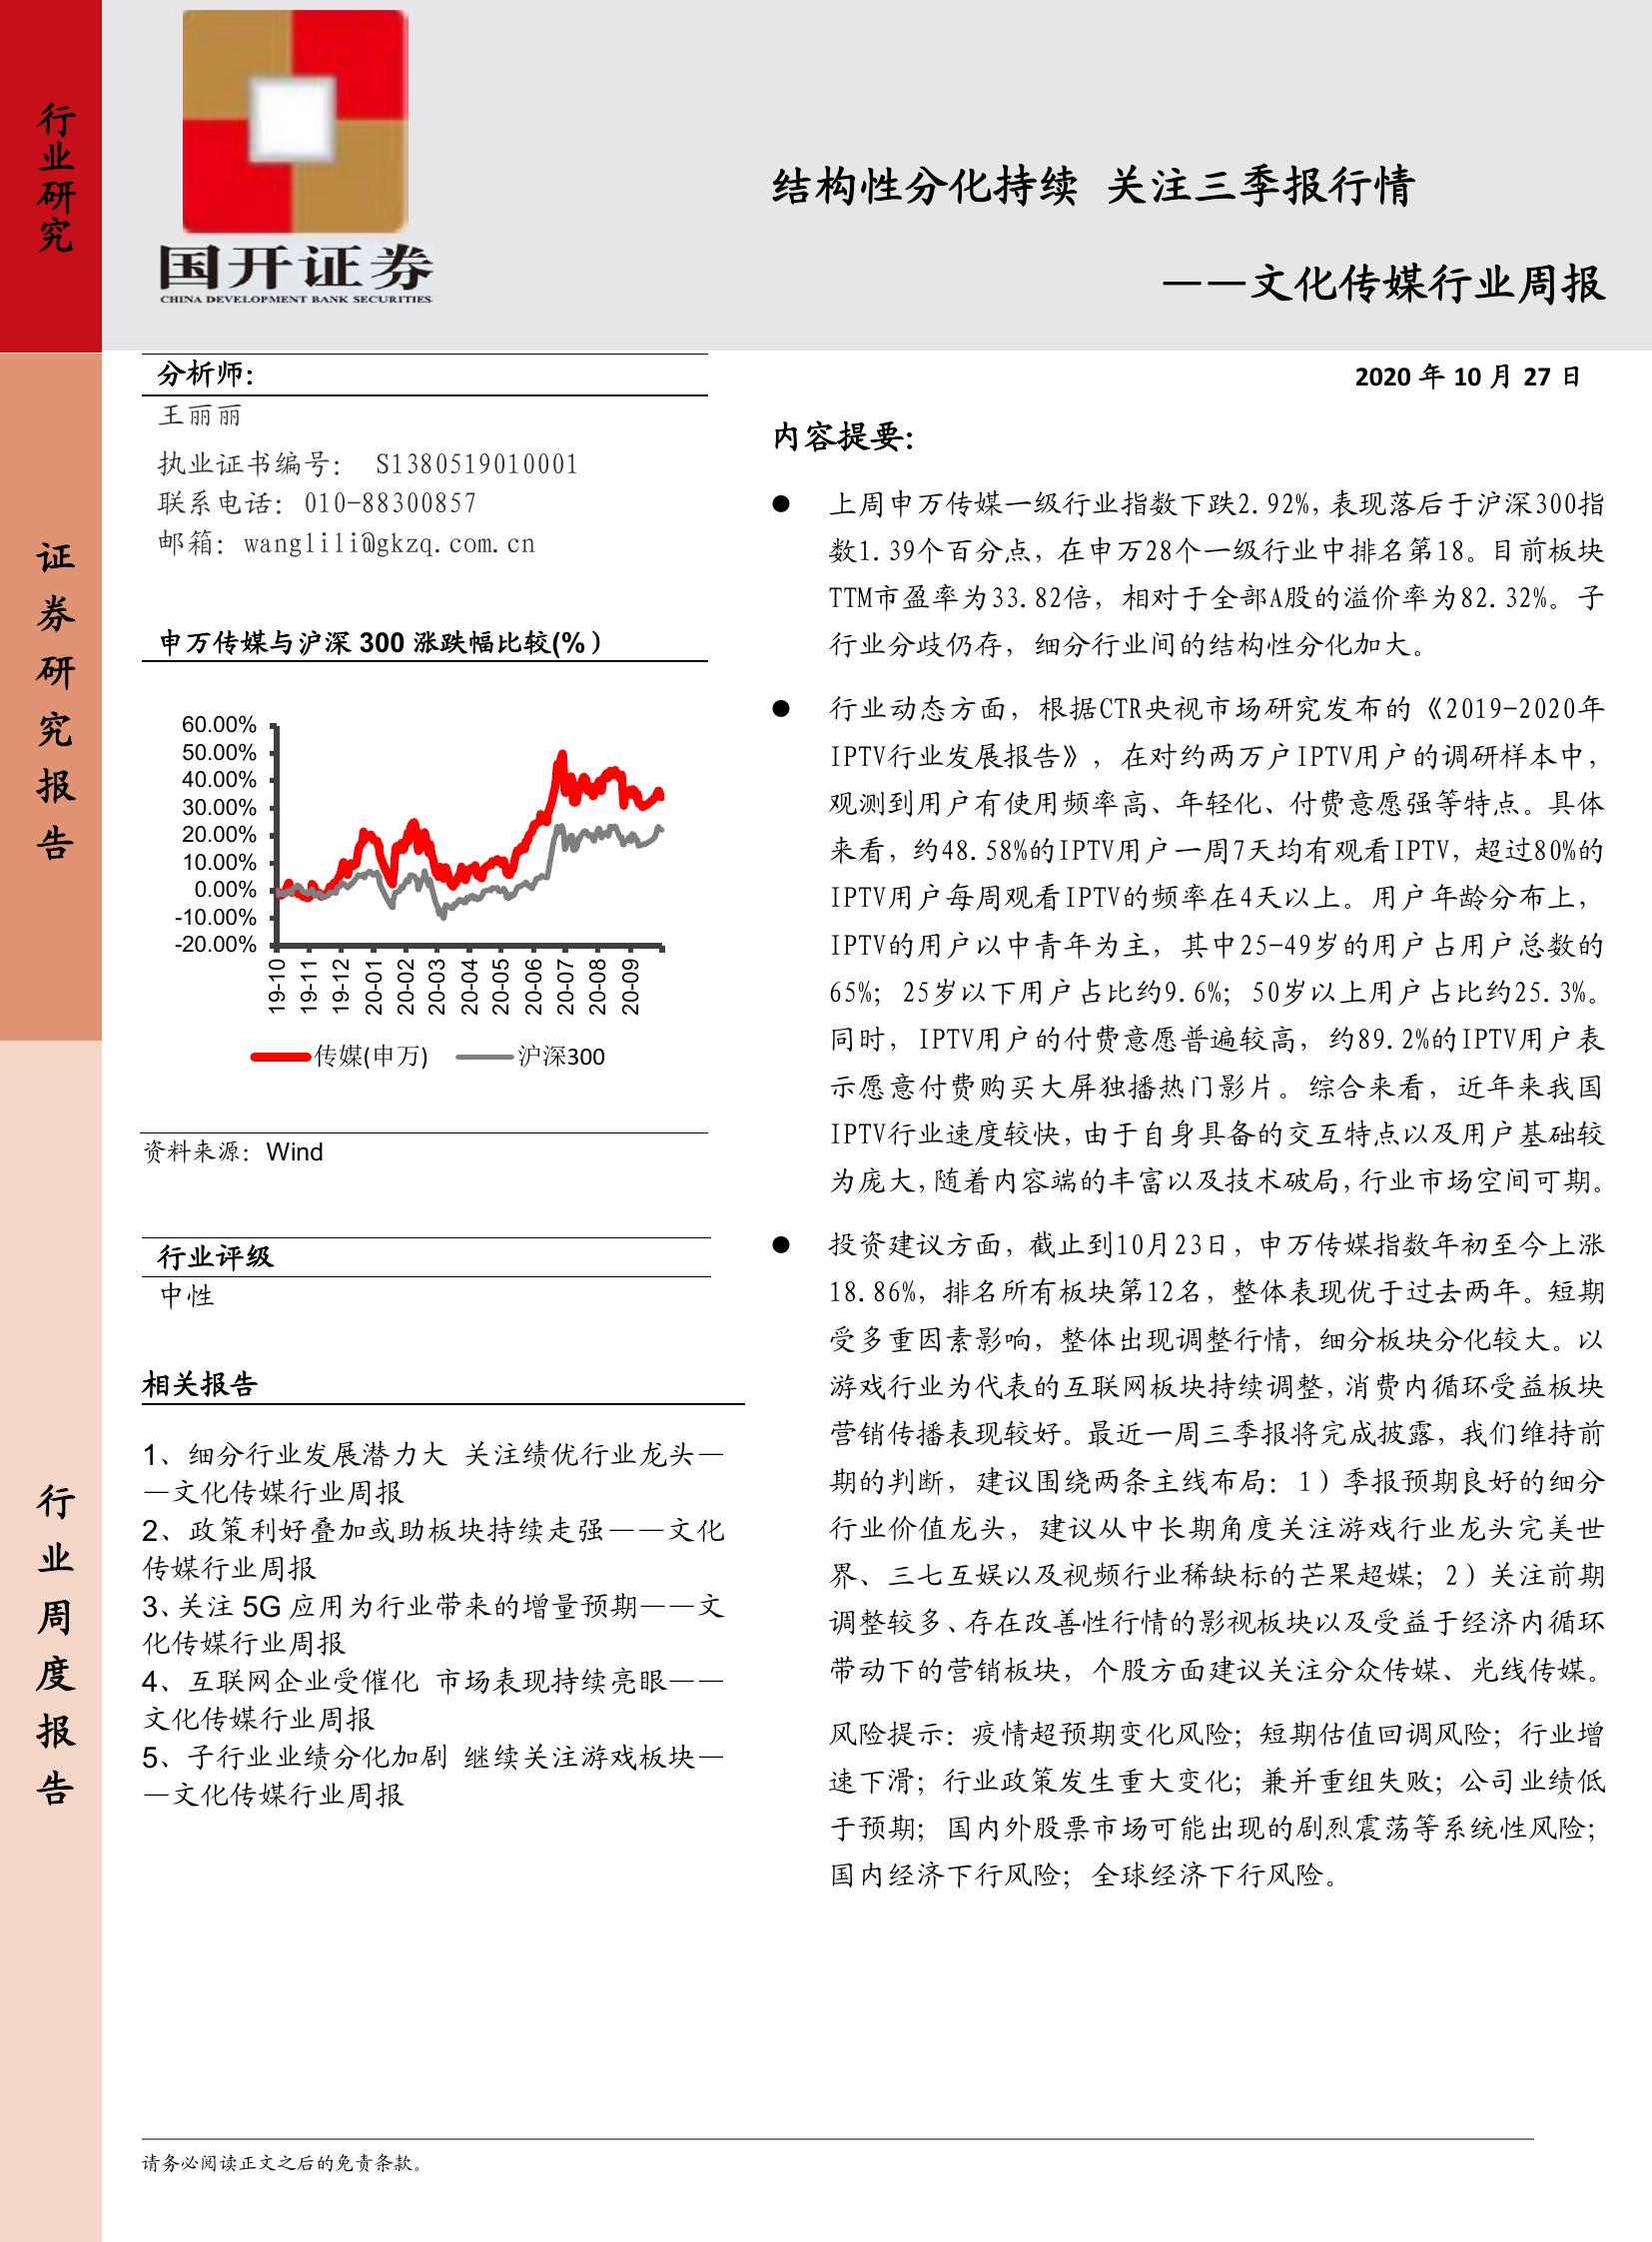 行业研究
证券研究报告
行业周度报告
国开证券
CHINA DEVELOPMENT BANK SECURITIES
结构性分化持续 关注三季报行情
——文化传媒行业周报
分析师：
王丽丽
执业证书编号： S1380519010001
联系电话：010-88300857
邮箱：wanglili@gkzq.com.cn
申万传媒与沪深 300 涨跌幅比较(%）
60.00%
50.00%
40.00%
30.00%
20.00%
10.00%
0.00%
-10.00%
-20.00%
19-10
19-11
19-12
20-01
20-02
20-03
20-04
20-05
20-06
20-07
20-08
20-09
传媒(申万) 沪深300
资料来源：Wind
行业评级
中性
相关报告
1、细分行业发展潜力大 关注绩优行业龙头—
—文化传媒行业周报
2、政策利好叠加或助板块持续走强——文化
传媒行业周报
3、关注 5G 应用为行业带来的增量预期——文
化传媒行业周报
4、互联网企业受催化 市场表现持续亮眼——
文化传媒行业周报
5、子行业业绩分化加剧 继续关注游戏板块—
—文化传媒行业周报
2020 年 10 月 27 日
内容提要：
● 上周申万传媒一级行业指数下跌2.92%，表现落后于沪深300指
数1.39个百分点，在申万28个一级行业中排名第18。目前板块
TTM市盈率为33.82倍，相对于全部A股的溢价率为82.32%。子
行业分歧仍存，细分行业间的结构性分化加大。
● 行业动态方面，根据CTR央视市场研究发布的《2019-2020年
IPTV行业发展报告》，在对约两万户IPTV用户的调研样本中，
观测到用户有使用频率高、年轻化、付费意愿强等特点。具体
来看，约48.58%的IPTV用户一周7天均有观看IPTV，超过80%的
IPTV用户每周观看IPTV的频率在4天以上。用户年龄分布上，
IPTV的用户以中青年为主，其中25-49岁的用户占用户总数的
65%；25岁以下用户占比约9.6%；50岁以上用户占比约25.3%。
同时，IPTV用户的付费意愿普遍较高，约89.2%的IPTV用户表
示愿意付费购买大屏独播热门影片。综合来看，近年来我国
IPTV行业速度较快，由于自身具备的交互特点以及用户基础较
为庞大，随着内容端的丰富以及技术破局，行业市场空间可期。
● 投资建议方面，截止到10月23日，申万传媒指数年初至今上涨
18.86%，排名所有板块第12名，整体表现优于过去两年。短期
受多重因素影响，整体出现调整行情，细分板块分化较大。以
游戏行业为代表的互联网板块持续调整，消费内循环受益板块
营销传播表现较好。最近一周三季报将完成披露，我们维持前
期的判断，建议围绕两条主线布局：1）季报预期良好的细分
行业价值龙头，建议从中长期角度关注游戏行业龙头完美世
界、三七互娱以及视频行业稀缺标的芒果超媒；2）关注前期
调整较多、存在改善性行情的影视板块以及受益于经济内循环
带动下的营销板块，个股方面建议关注分众传媒、光线传媒。
风险提示：疫情超预期变化风险；短期估值回调风险；行业增
速下滑；行业政策发生重大变化；兼并重组失败；公司业绩低
于预期；国内外股票市场可能出现的剧烈震荡等系统性风险；
国内经济下行风险；全球经济下行风险。
请务必阅读正文之后的免责条款。